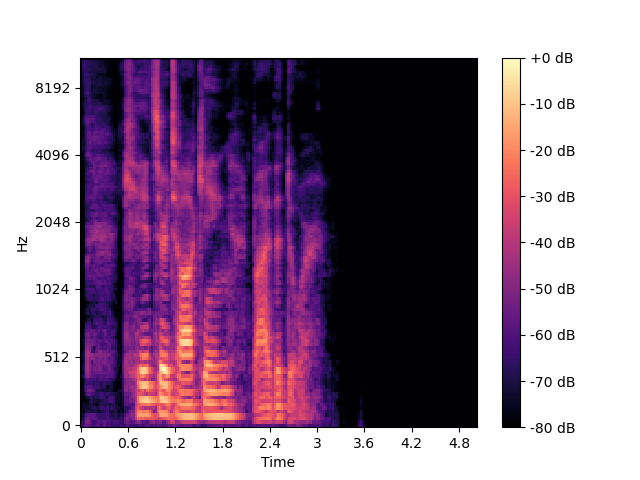 8192
4096
2048
1024
512
0
Hz
0 0.6 1.2 1.8 2.4 3 3.6 4.2 4.8
Time
+0 dB
-10 dB
-20 dB
-30 dB
-40 dB
-50 dB
-60 dB
-70 dB
-80 dB